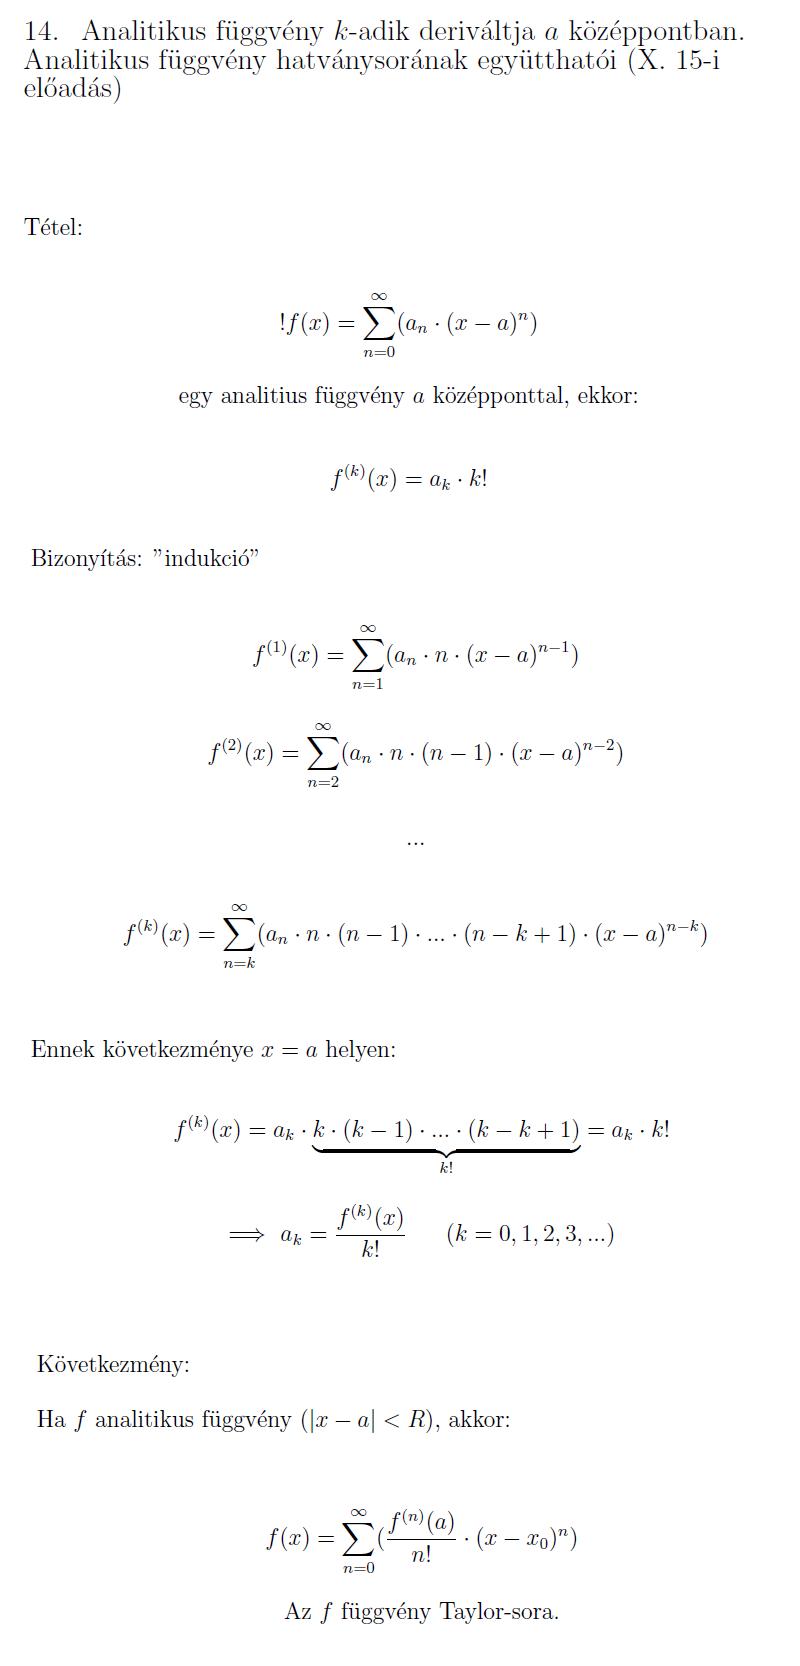 14. Analitikus függvény k-adik deriváltja a középpontban.
Analitikus függvény hatványsorának együtthatói (X. 15-i
előadás)
Tétel:
!f(x) = ∑_{n=0}^{∞}(a_n · (x − a)^n)
egy analitius függvény a középponttal, ekkor:
f^{(k)}(x) = a_k · k!
Bizonyítás: ”indukció”
f^{(1)}(x) = ∑_{n=1}^{∞}(a_n · n · (x − a)^{n−1})
f^{(2)}(x) = ∑_{n=2}^{∞}(a_n · n · (n − 1) · (x − a)^{n−2})
...
f^{(k)}(x) = ∑_{n=k}^{∞}(a_n · n · (n − 1) · ... · (n − k + 1) · (x − a)^{n−k})
Ennek következménye x = a helyen:
f^{(k)}(x) = a_k · k · (k − 1) · ... · (k − k + 1) = a_k · k!
k!
⟹ a_k = \frac{f^{(k)}(x)}{k!} (k = 0, 1, 2, 3, ...)
Következmény:
Ha f analitikus függvény (|x − a| < R), akkor:
f(x) = ∑_{n=0}^{∞}(\frac{f^{(n)}(a)}{n!} · (x − x_0)^n)
Az f függvény Taylor-sora.